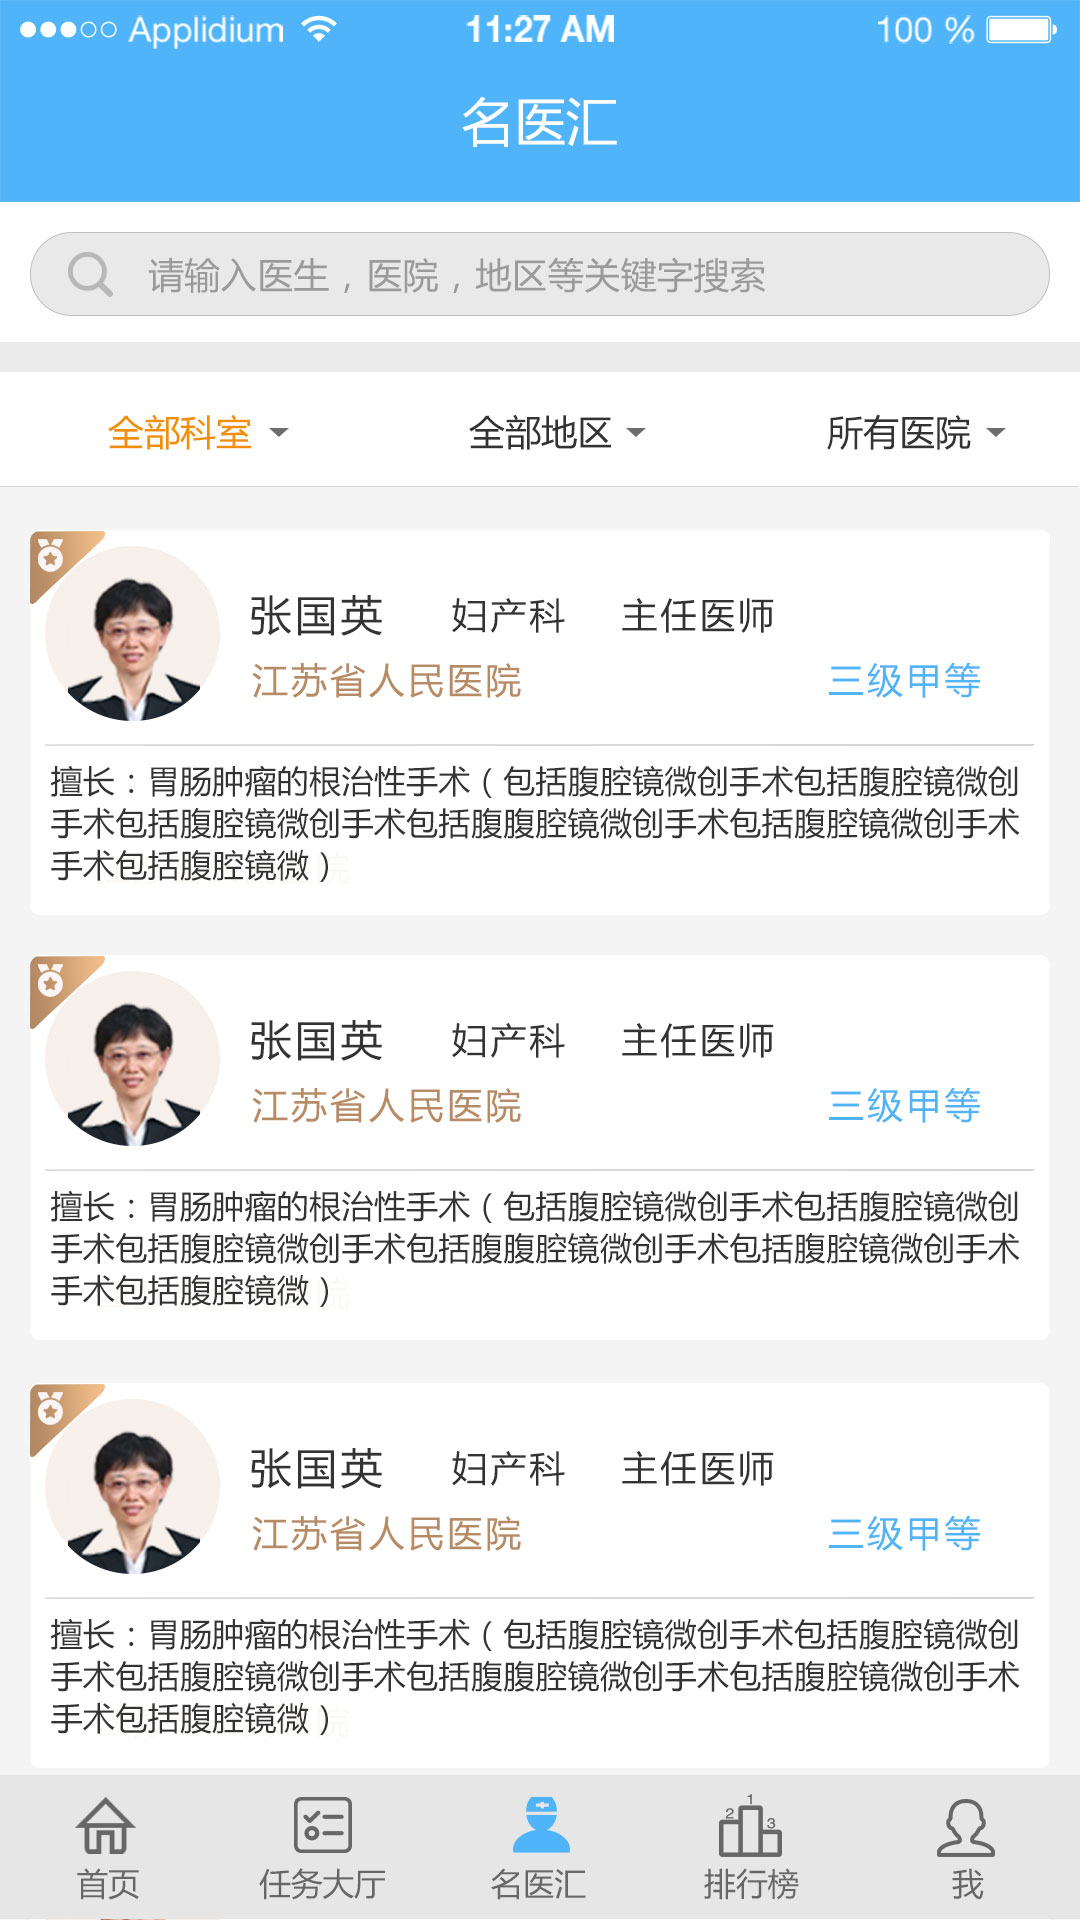 Applidium 11:27 AM 100 %
名医汇
请输入医生，医院，地区等关键字搜索
全部科室 全部地区 所有医院
张国英 妇产科 主任医师
江苏省人民医院 三级甲等
擅长：胃肠肿瘤的根治性手术（包括腹腔镜微创手术包括腹腔镜微创
手术包括腹腔镜微创手术包括腹腹腔镜微创手术包括腹腔镜微创手术
手术包括腹腔镜微）
张国英 妇产科 主任医师
江苏省人民医院 三级甲等
擅长：胃肠肿瘤的根治性手术（包括腹腔镜微创手术包括腹腔镜微创
手术包括腹腔镜微创手术包括腹腹腔镜微创手术包括腹腔镜微创手术
手术包括腹腔镜微）
张国英 妇产科 主任医师
江苏省人民医院 三级甲等
擅长：胃肠肿瘤的根治性手术（包括腹腔镜微创手术包括腹腔镜微创
手术包括腹腔镜微创手术包括腹腹腔镜微创手术包括腹腔镜微创手术
手术包括腹腔镜微）
2 1 3
首页 任务大厅 名医汇 排行榜 我